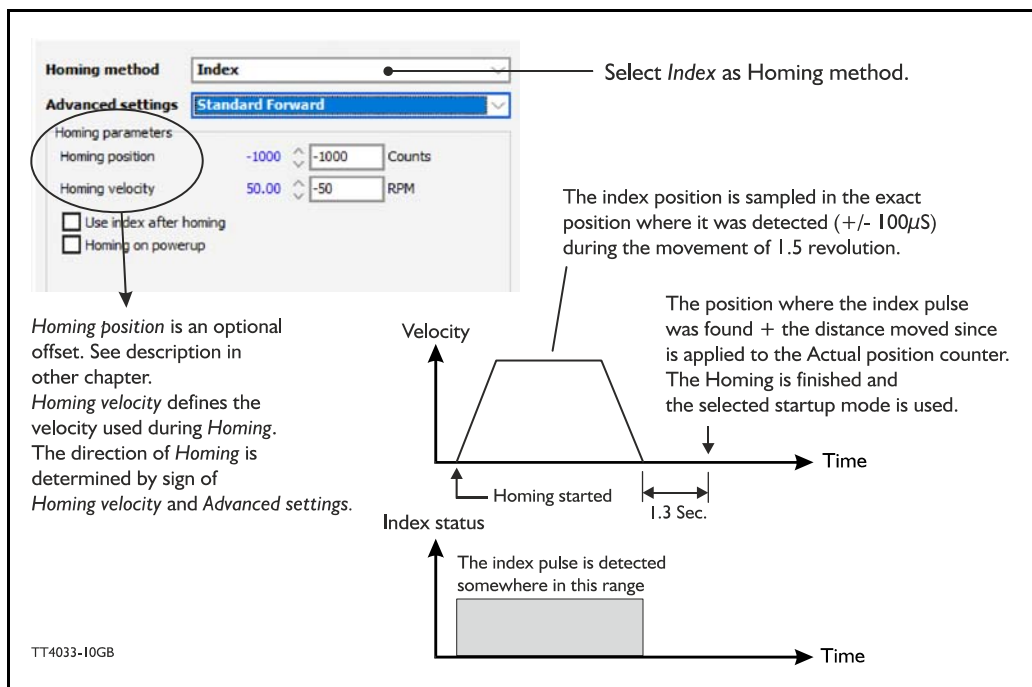 Homing method Index
Select Index as Homing method.
Advanced settings Standard Forward
Homing parameters
Homing position -1000 -1000 Counts
Homing velocity 50.00 -50 RPM
Use index after homing
Homing on powerup
The index position is sampled in the exact
position where it was detected (+/- 100µS)
during the movement of 1.5 revolution.
Homing position is an optional
offset. See description in
other chapter.
Homing velocity defines the
velocity used during Homing.
The direction of Homing is
determined by sign of
Homing velocity and Advanced settings.
The position where the index pulse
was found + the distance moved since
is applied to the Actual position counter.
The Homing is finished and
the selected startup mode is used.
Velocity
Time
Homing started
1.3 Sec.
Index status
The index pulse is detected
somewhere in this range
Time
TT4033-10GB